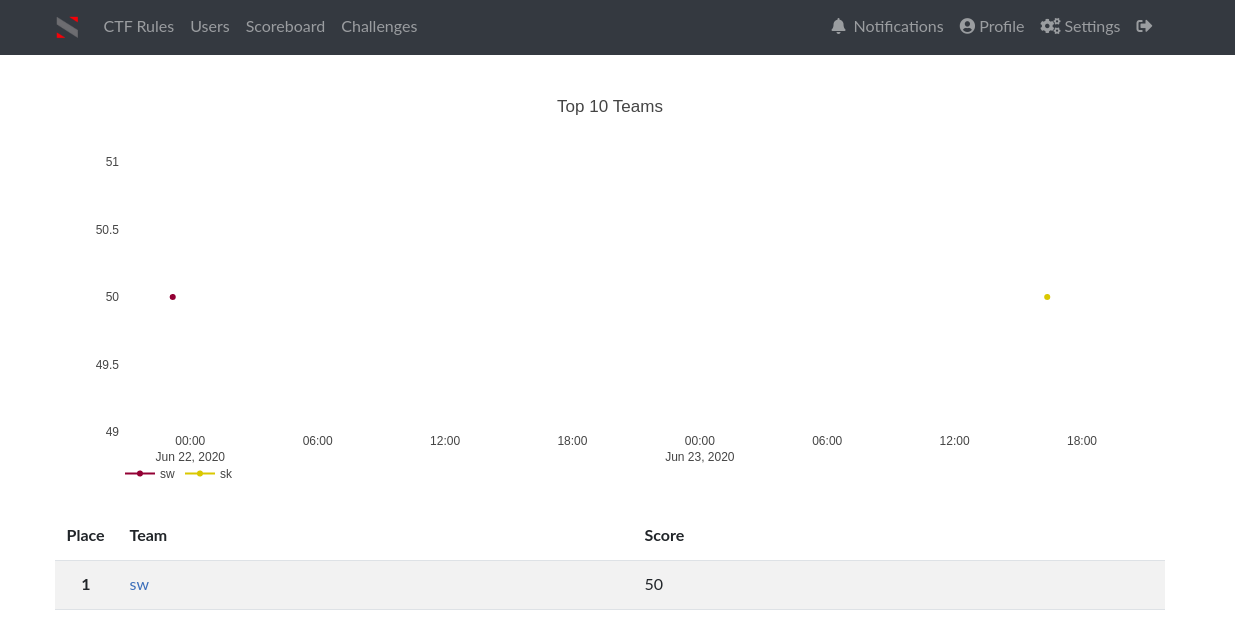 CTF Rules Users Scoreboard Challenges Notifications Profile Settings
Top 10 Teams
51
50.5
50
49.5
49
00:00 06:00 12:00 18:00 00:00 06:00 12:00 18:00
Jun 22, 2020 Jun 23, 2020
sw sk
Place Team Score
1 sw 50